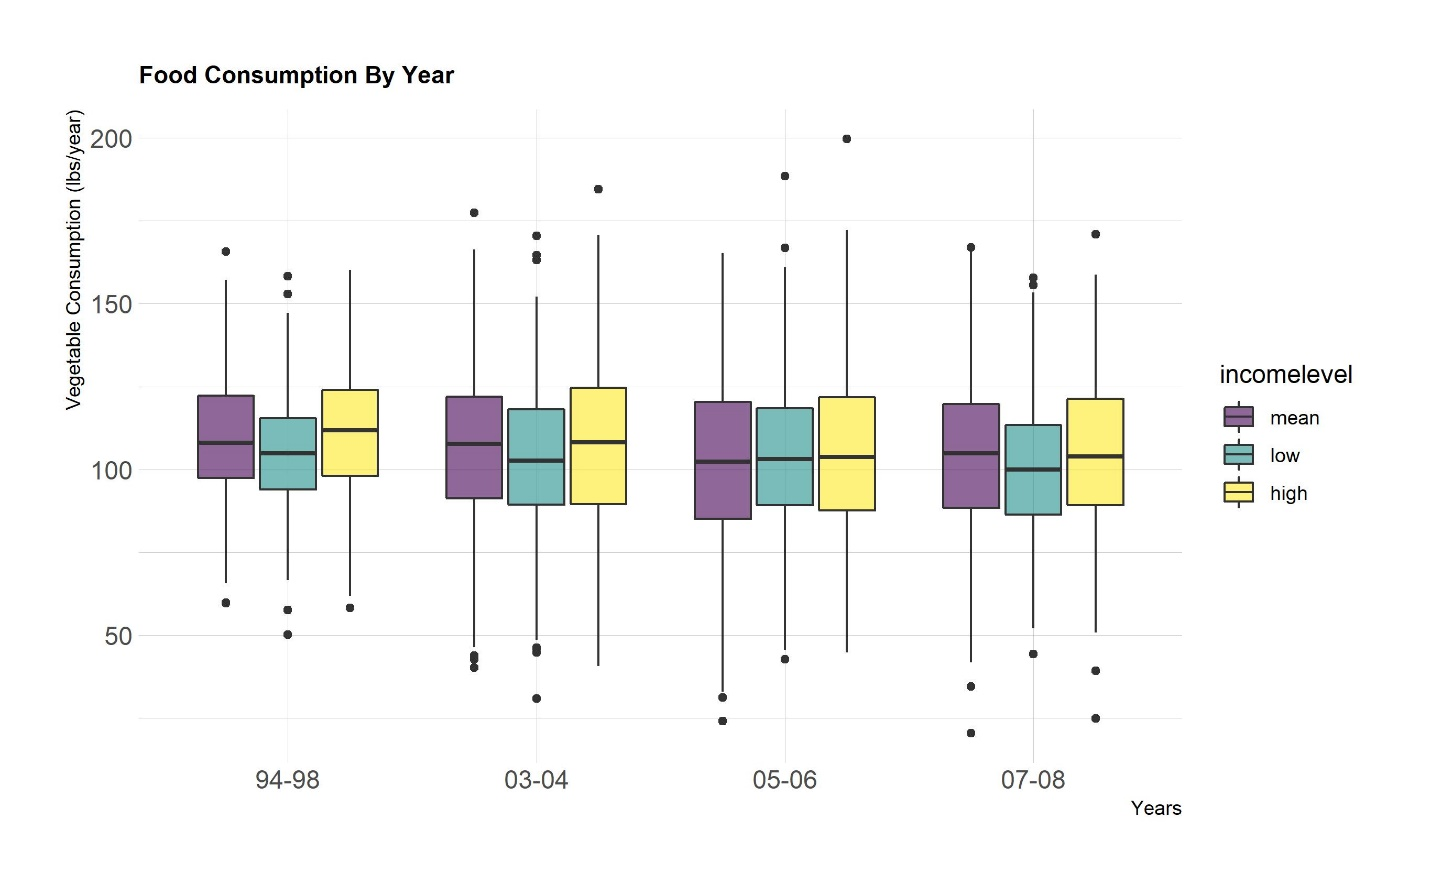 Food Consumption By Year
Vegetable Consumption (lbs/year)
200
150
100
50
94-98 03-04 05-06 07-08
Years
incomelevel
mean
low
high